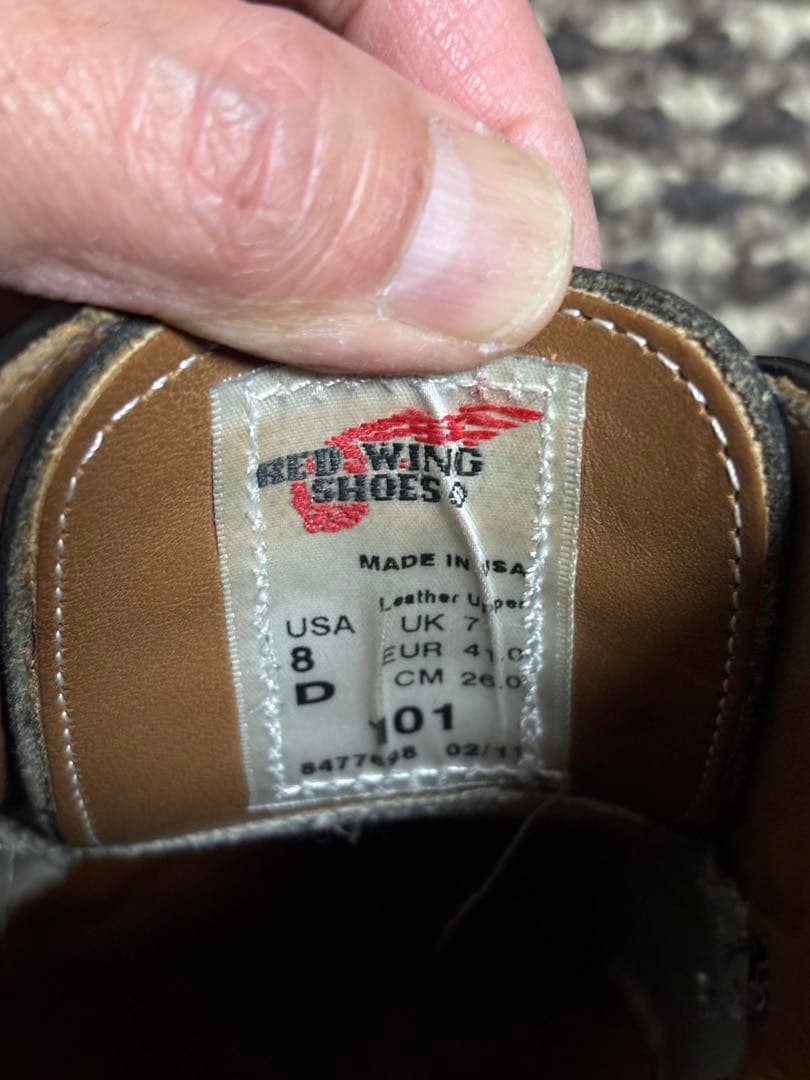 RED WING
SHOES
MADE IN USA
Leather Upper
USA UK 7
8 EUR 41.0
D CM 26.0
101
02/11